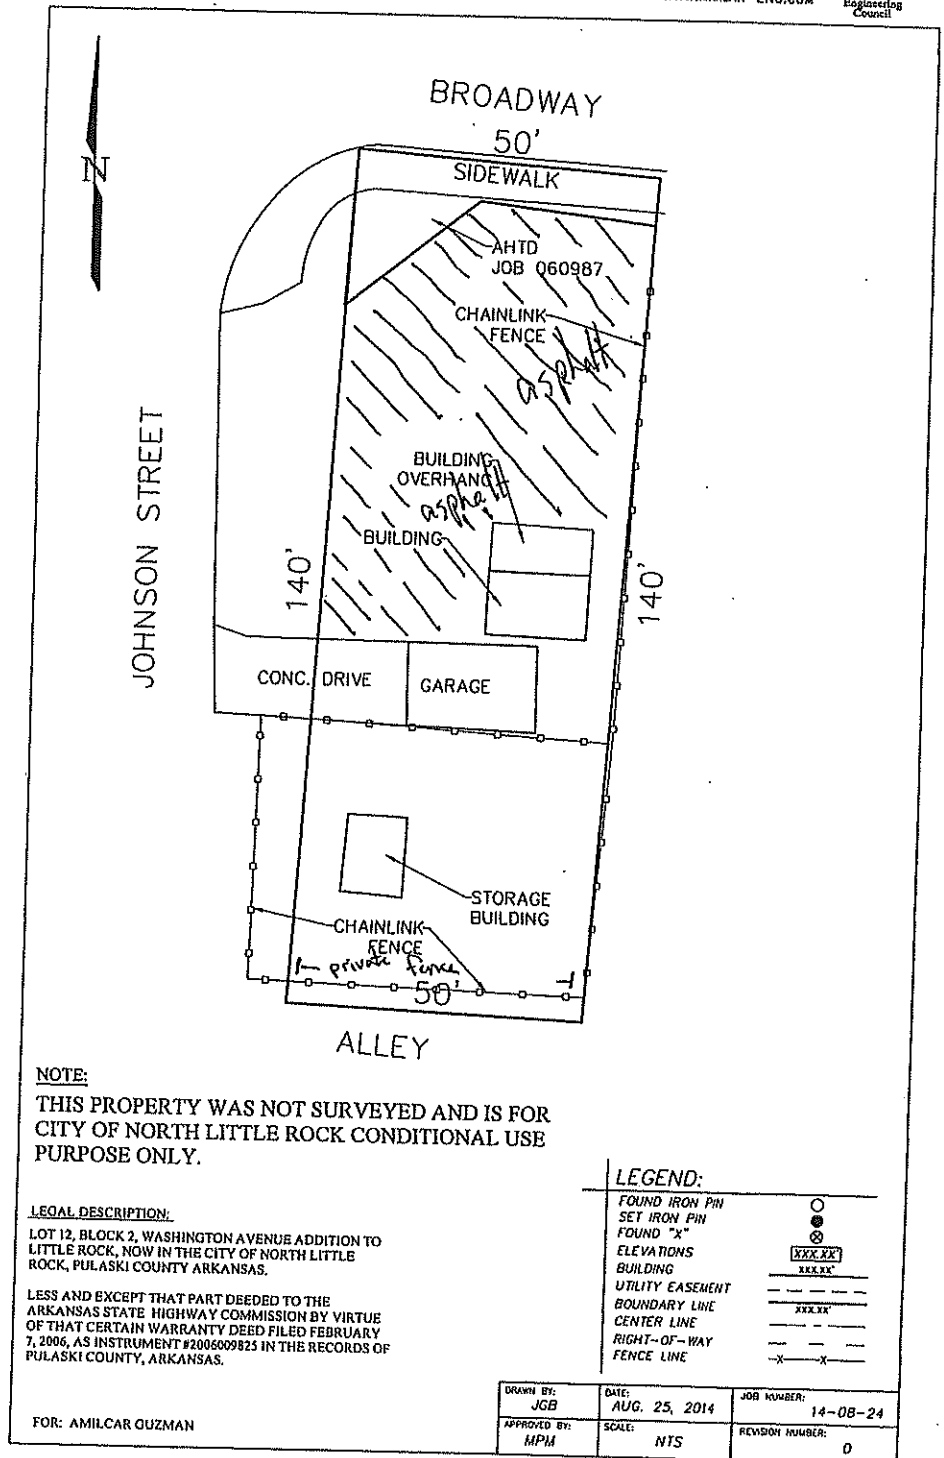 Engineering
Council
BROADWAY
50'
SIDEWALK
N
AHTD
JOB 060987
CHAINLINK
FENCE
asphalt
JOHNSON STREET
BUILDING
OVERHANG
asphalt
BUILDING
140'
140'
CONC. DRIVE
GARAGE
STORAGE
BUILDING
CHAINLINK
FENCE
private fence
50'
ALLEY
NOTE:
THIS PROPERTY WAS NOT SURVEYED AND IS FOR
CITY OF NORTH LITTLE ROCK CONDITIONAL USE
PURPOSE ONLY.
LEGAL DESCRIPTION:
LOT 12, BLOCK 2, WASHINGTON AVENUE ADDITION TO
LITTLE ROCK, NOW IN THE CITY OF NORTH LITTLE
ROCK, PULASKI COUNTY ARKANSAS.
LESS AND EXCEPT THAT PART DEEDED TO THE
ARKANSAS STATE HIGHWAY COMMISSION BY VIRTUE
OF THAT CERTAIN WARRANTY DEED FILED FEBRUARY
7, 2006, AS INSTRUMENT #2006009825 IN THE RECORDS OF
PULASKI COUNTY, ARKANSAS.
FOR: AMILCAR GUZMAN
LEGEND:
FOUND IRON PIN
SET IRON PIN
FOUND "X"
ELEVATIONS XXX.XX'
BUILDING XXX.XX'
UTILITY EASEMENT
BOUNDARY LINE XXX.XX'
CENTER LINE
RIGHT-OF-WAY
FENCE LINE X X
DRAWN BY:
JGB
DATE:
AUG. 25, 2014
JOB NUMBER:
14-08-24
APPROVED BY:
MPM
SCALE:
NTS
REVISION NUMBER:
0